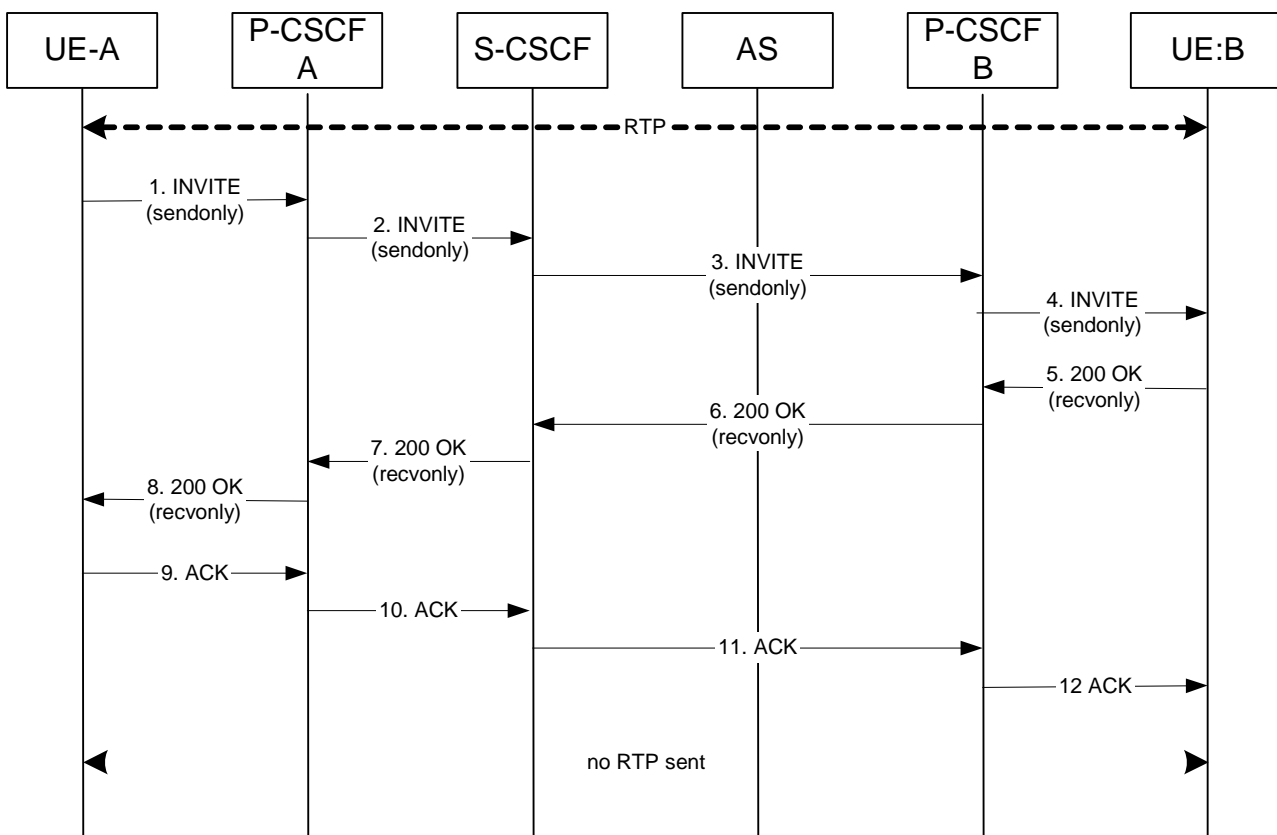 UE-A
P-CSCF
A
S-CSCF
AS
P-CSCF
B
UE:B
RTP
1. INVITE
(sendonly)
2. INVITE
(sendonly)
3. INVITE
(sendonly)
4. INVITE
(sendonly)
5. 200 OK
(recvonly)
6. 200 OK
(recvonly)
7. 200 OK
(recvonly)
8. 200 OK
(recvonly)
9. ACK
10. ACK
11. ACK
12 ACK
no RTP sent